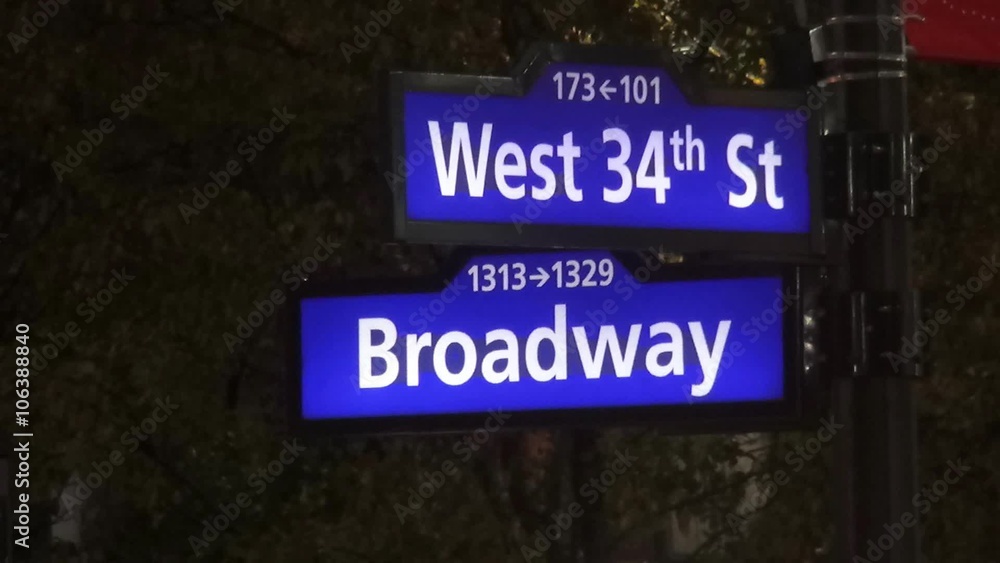 173←101
West 34th St
1313→1329
Broadway
Adobe Stock | #106388840